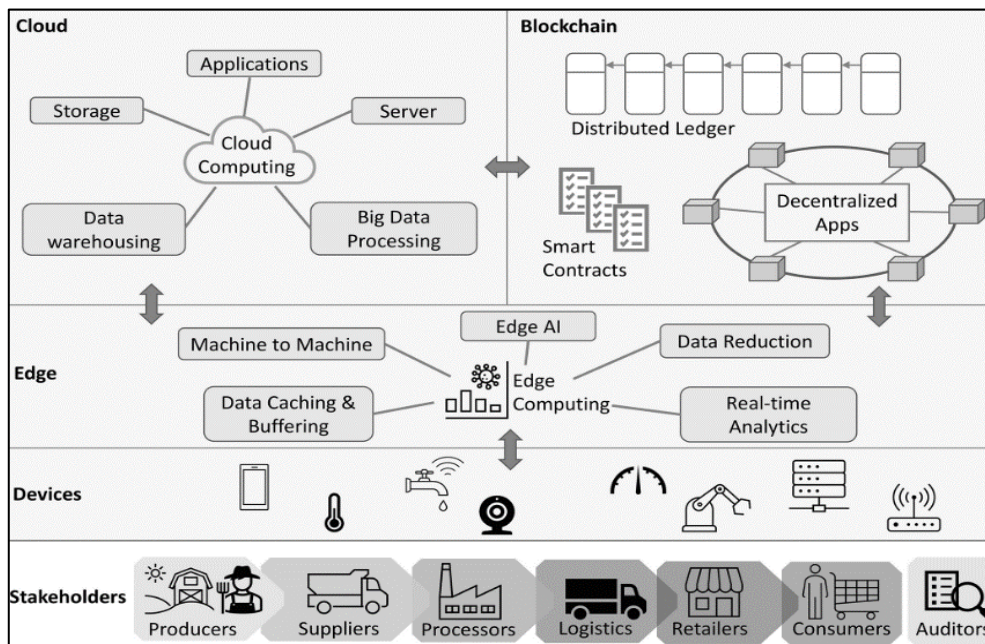 Cloud
Applications
Storage
Server
Cloud
Computing
Data
warehousing
Big Data
Processing
Blockchain
Distributed Ledger
Smart
Contracts
Decentralized
Apps
Edge
Machine to Machine
Edge AI
Data Reduction
Data Caching &
Buffering
Edge
Computing
Real-time
Analytics
Devices
Stakeholders
Producers
Suppliers
Processors
Logistics
Retailers
Consumers
Auditors